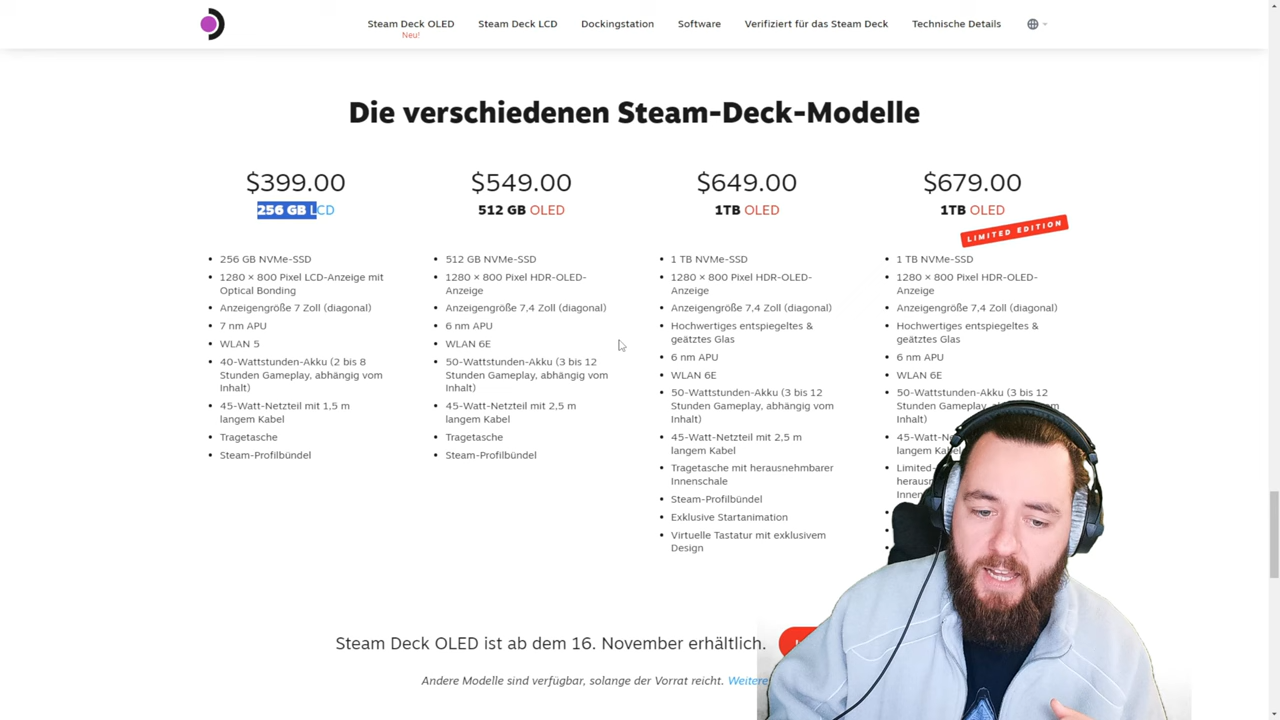 Steam Deck OLED
Neu!
Steam Deck LCD
Dockingstation
Software
Verifiziert für das Steam Deck
Technische Details
Die verschiedenen Steam-Deck-Modelle
$399.00
256 GB LCD
256 GB NVMe-SSD
1280 × 800 Pixel LCD-Anzeige mit
Optical Bonding
Anzeigengröße 7 Zoll (diagonal)
7 nm APU
WLAN 5
40-Wattstunden-Akku (2 bis 8
Stunden Gameplay, abhängig vom
Inhalt)
45-Watt-Netzteil mit 1,5 m
langem Kabel
Tragetasche
Steam-Profilbündel
$549.00
512 GB OLED
512 GB NVMe-SSD
1280 × 800 Pixel HDR-OLED-
Anzeige
Anzeigengröße 7,4 Zoll (diagonal)
6 nm APU
WLAN 6E
50-Wattstunden-Akku (3 bis 12
Stunden Gameplay, abhängig vom
Inhalt)
45-Watt-Netzteil mit 2,5 m
langem Kabel
Tragetasche
Steam-Profilbündel
$649.00
1TB OLED
1 TB NVMe-SSD
1280 × 800 Pixel HDR-OLED-
Anzeige
Anzeigengröße 7,4 Zoll (diagonal)
Hochwertiges entspiegeltes &
geätztes Glas
6 nm APU
WLAN 6E
50-Wattstunden-Akku (3 bis 12
Stunden Gameplay, abhängig vom
Inhalt)
45-Watt-Netzteil mit 2,5 m
langem Kabel
Tragetasche mit herausnehmbarer
Innenschale
Steam-Profilbündel
Exklusive Startanimation
Virtuelle Tastatur mit exklusivem
Design
$679.00
1TB OLED
LIMITED EDITION
1 TB NVMe-SSD
1280 × 800 Pixel HDR-OLED-
Anzeige
Anzeigengröße 7,4 Zoll (diagonal)
Hochwertiges entspiegeltes &
geätztes Glas
6 nm APU
WLAN 6E
50-Wattstunden-Akku (3 bis 12
Stunden Gameplay, vom
Inhalt)
Steam Deck OLED ist ab dem 16. November erhältlich.
Andere Modelle sind verfügbar, solange der Vorrat reicht. Weitere